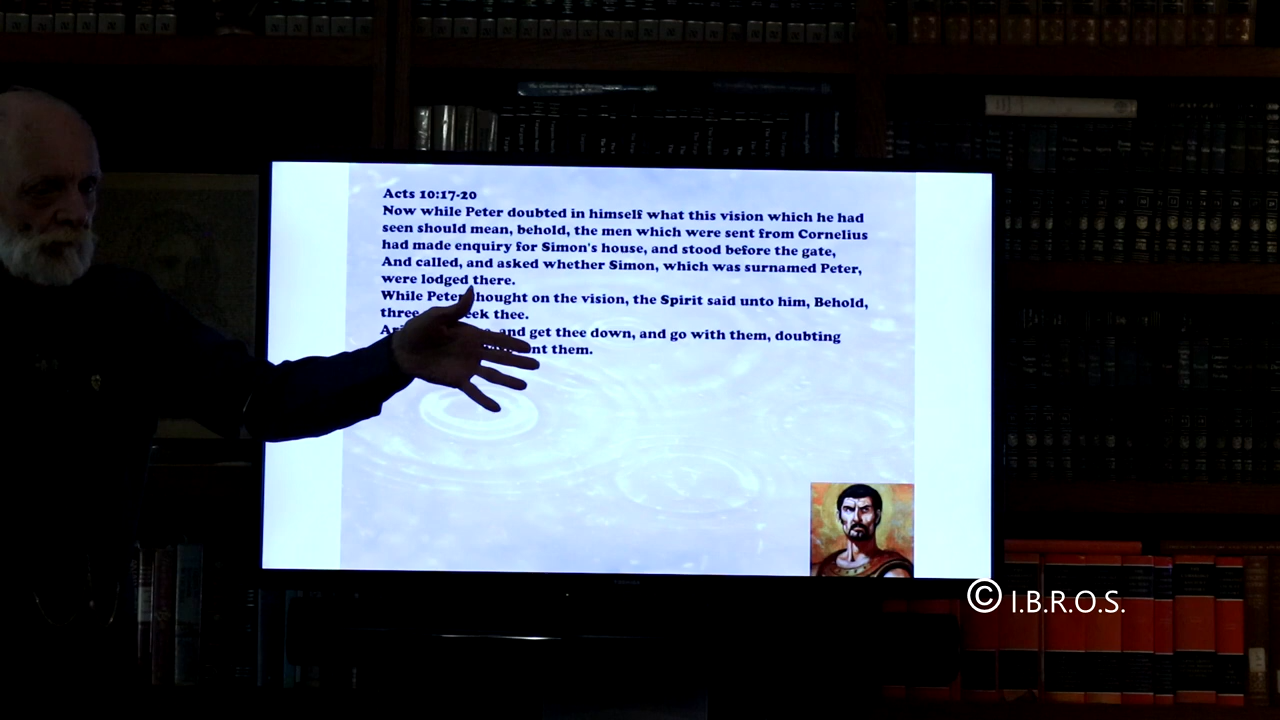 Acts 10:17-20
Now while Peter doubted in himself what this vision which he had
seen should mean, behold, the men which were sent from Cornelius
had made enquiry for Simon's house, and stood before the gate,
And called, and asked whether Simon, which was surnamed Peter,
were lodged there.
While Peter thought on the vision, the Spirit said unto him, Behold,
three seek thee.
and get thee down, and go with them, doubting
sent them.
© I.B.R.O.S.